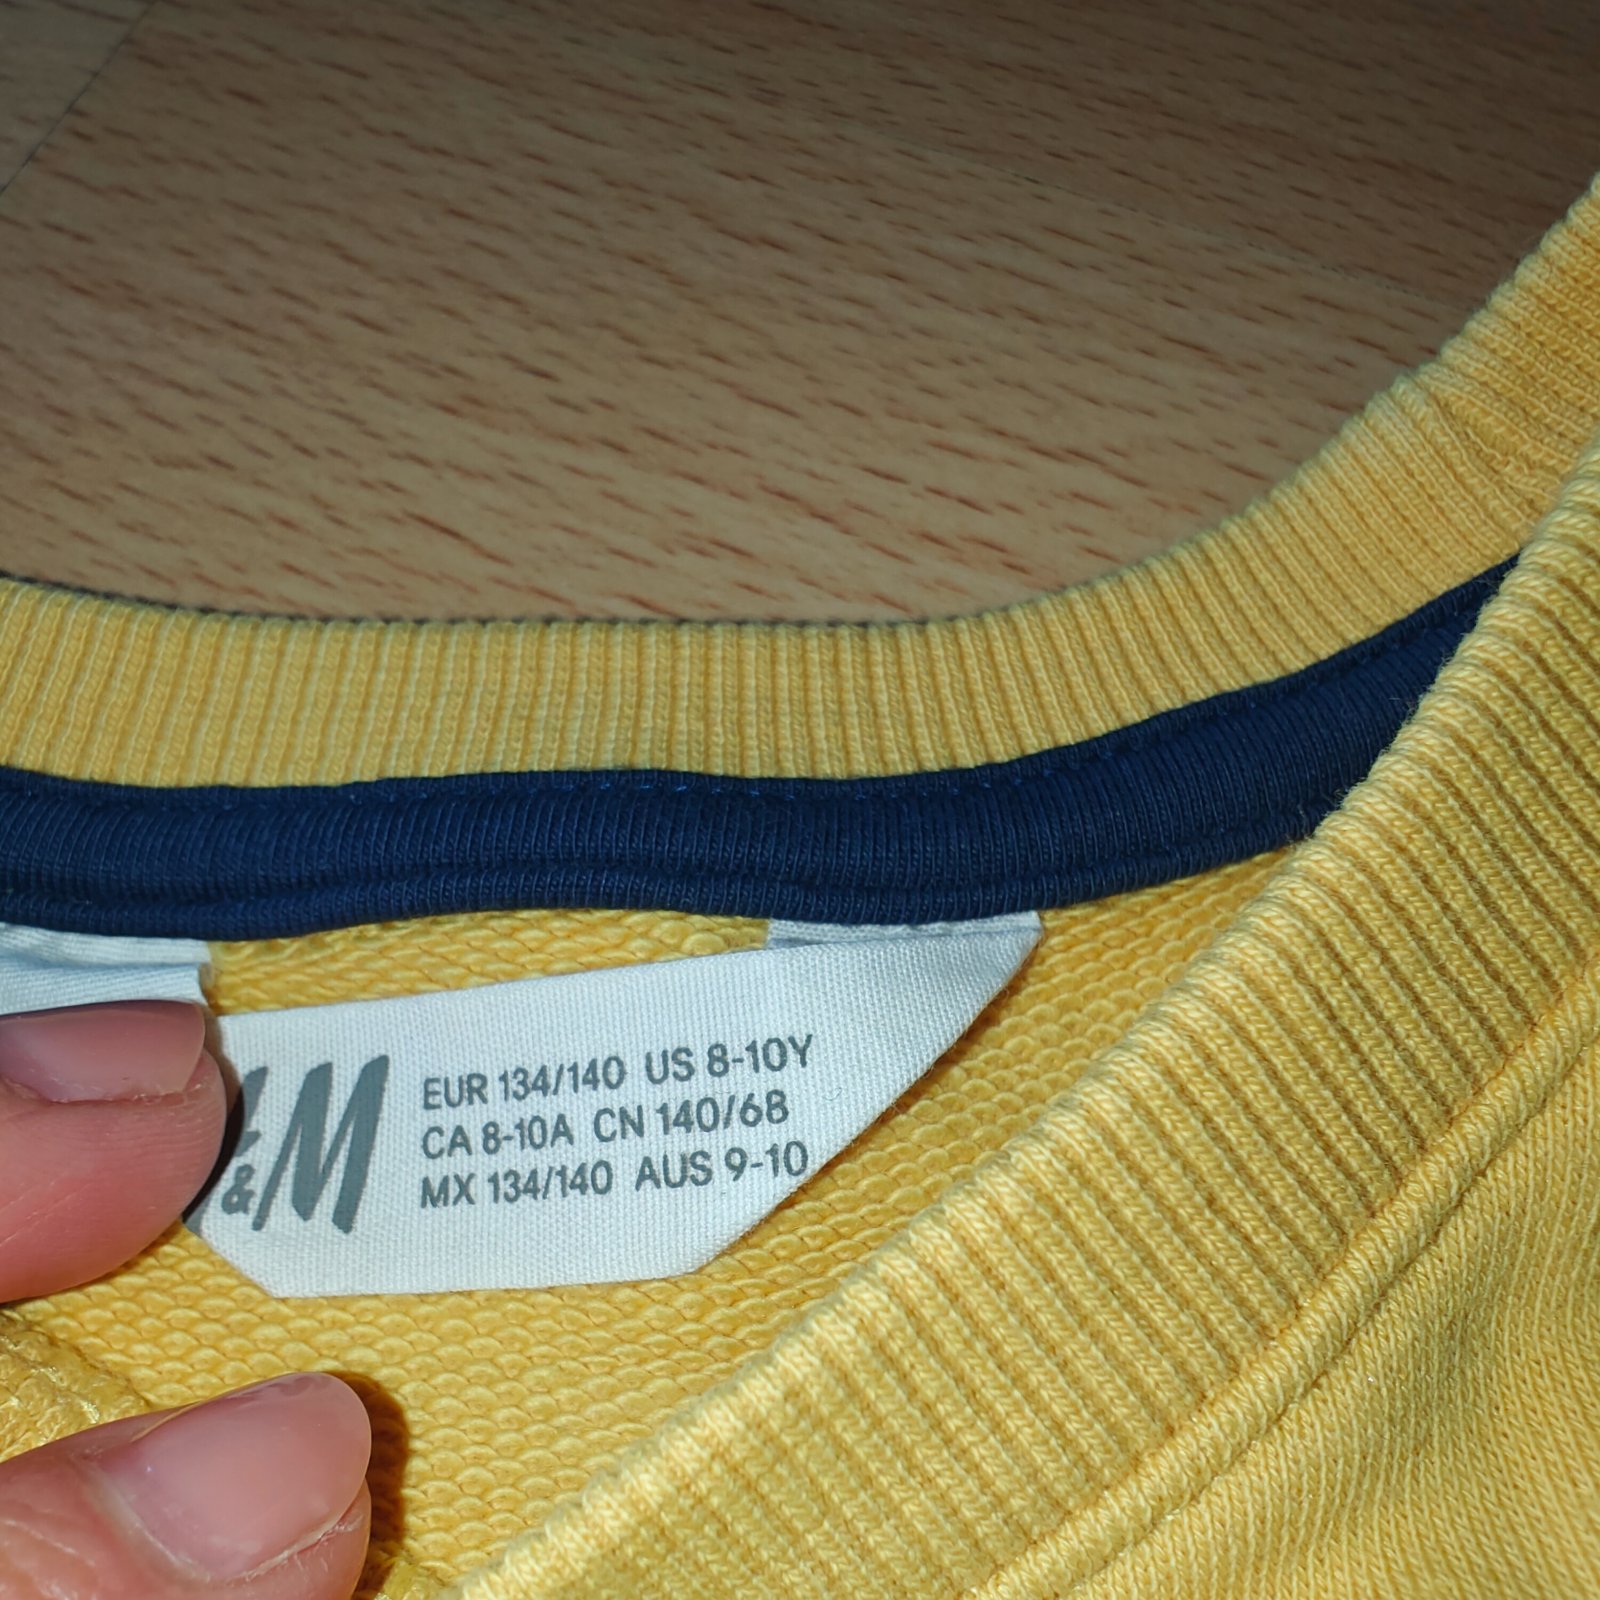 &M
EUR 134/140 US 8-10Y
CA 8-10A CN 140/68
MX 134/140 AUS 9-10